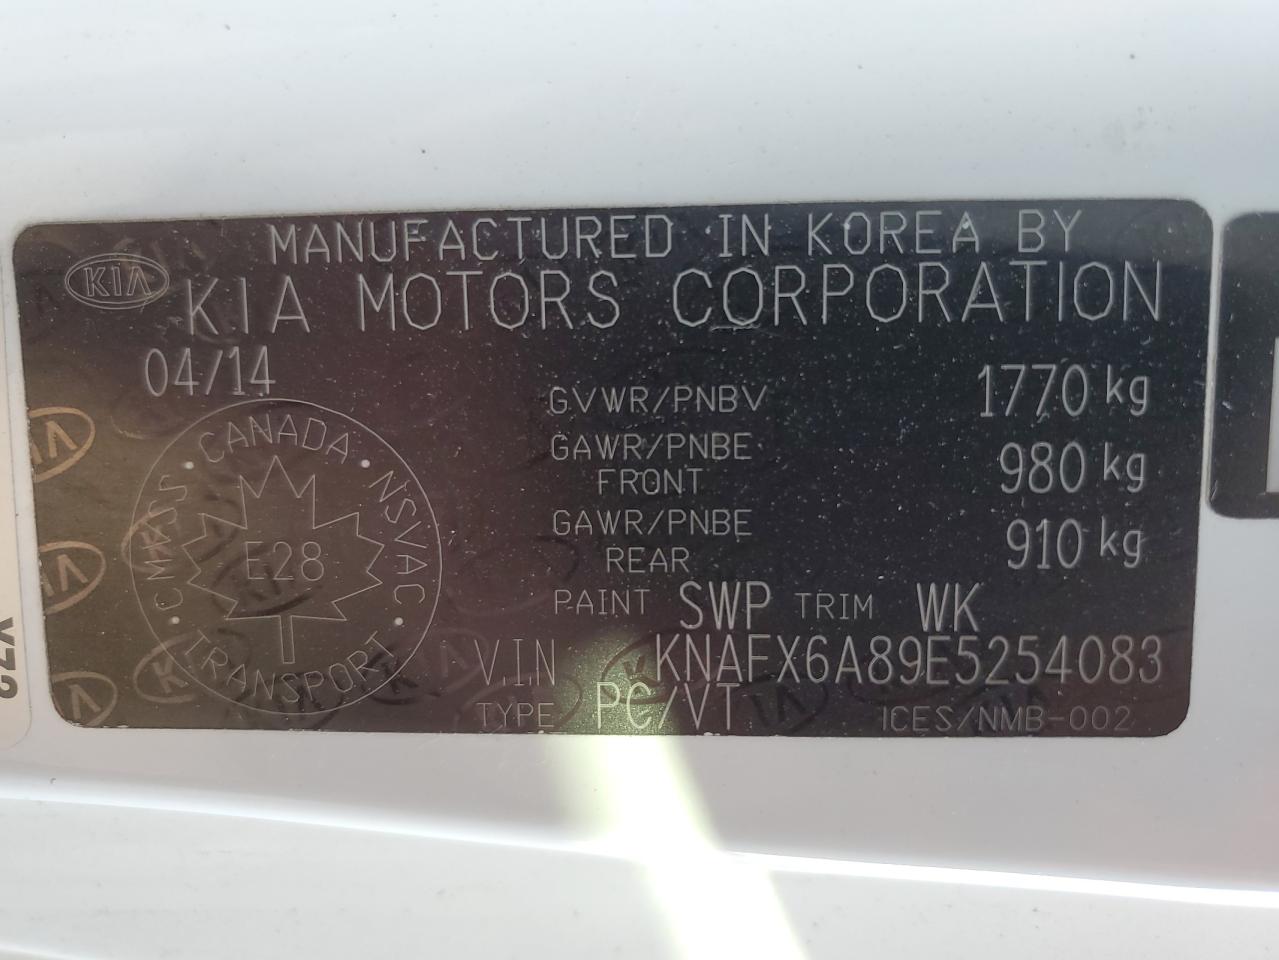 KIA
MANUFACTURED IN KOREA BY
KIA MOTORS CORPORATION
04/14
GVWR/PNBV 1770 kg
GAWR/PNBE FRONT 980 kg
GAWR/PNBE REAR 910 kg
PAINT SWP TRIM WK
V.I.N KNAFX6A89E5254083
TYPE PC/VT ICES/NMB-002
CANADA NSVAC
TRANSPORT CMVSS
E28